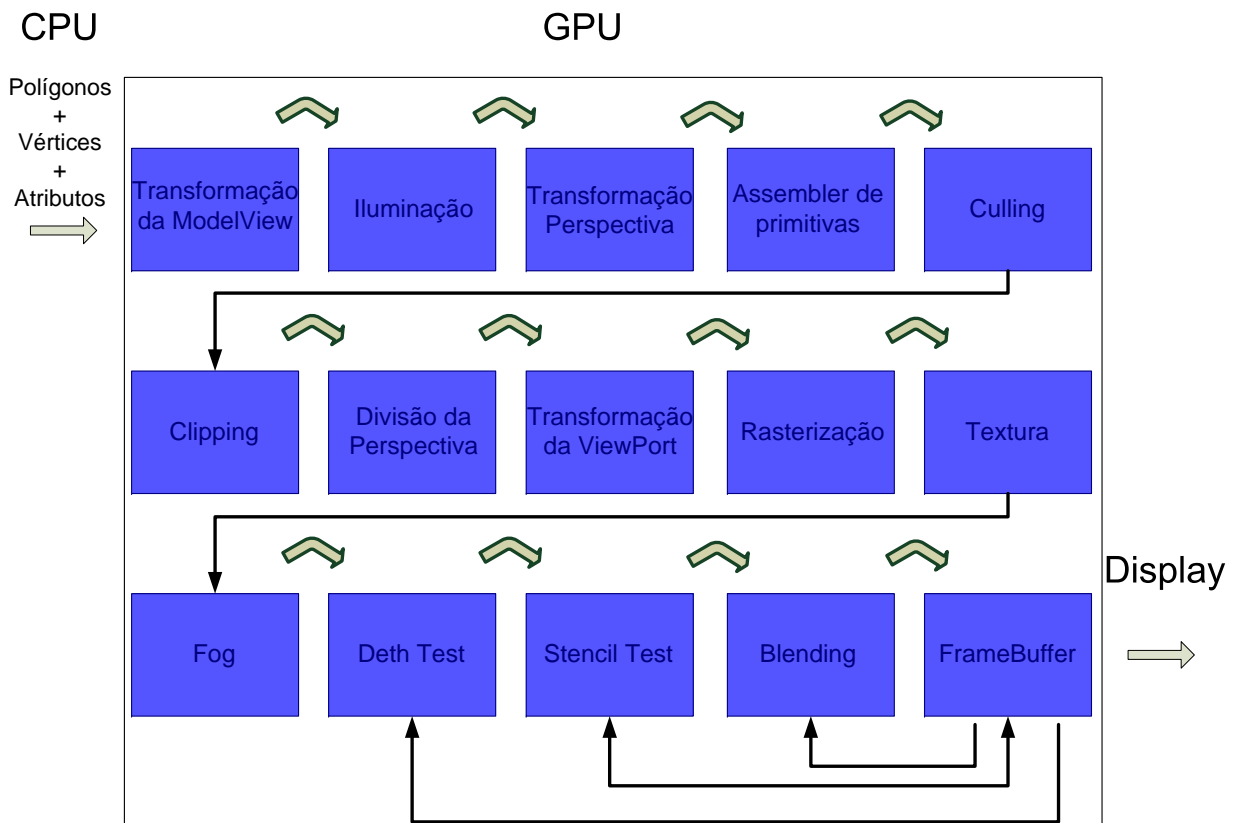 CPU
GPU
Polígonos
+
Vértices
+
Atributos
Transformação
da ModelView
Iluminação
Transformação
Perspectiva
Assembler de
primitivas
Culling
Clipping
Divisão da
Perspectiva
Transformação
da ViewPort
Rasterização
Textura
Fog
Deth Test
Stencil Test
Blending
FrameBuffer
Display